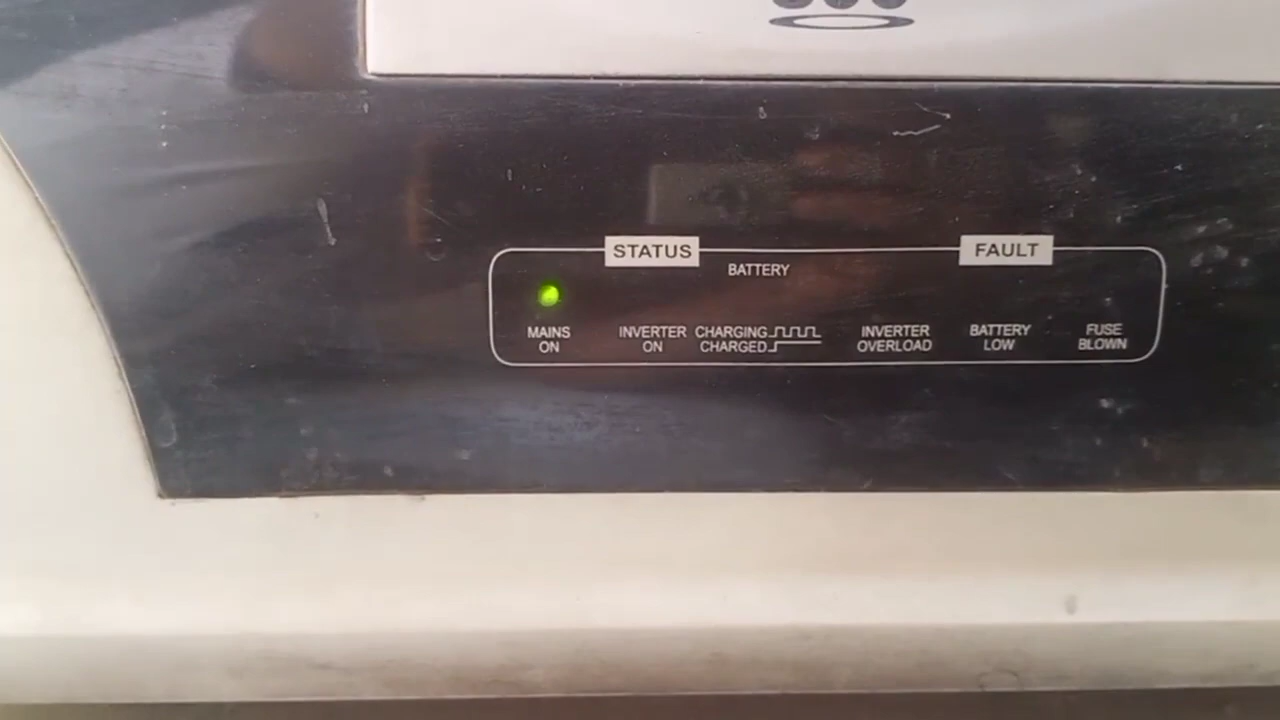 STATUS
FAULT
BATTERY
MAINS
ON
INVERTER
ON
CHARGING
CHARGED
INVERTER
OVERLOAD
BATTERY
LOW
FUSE
BLOWN